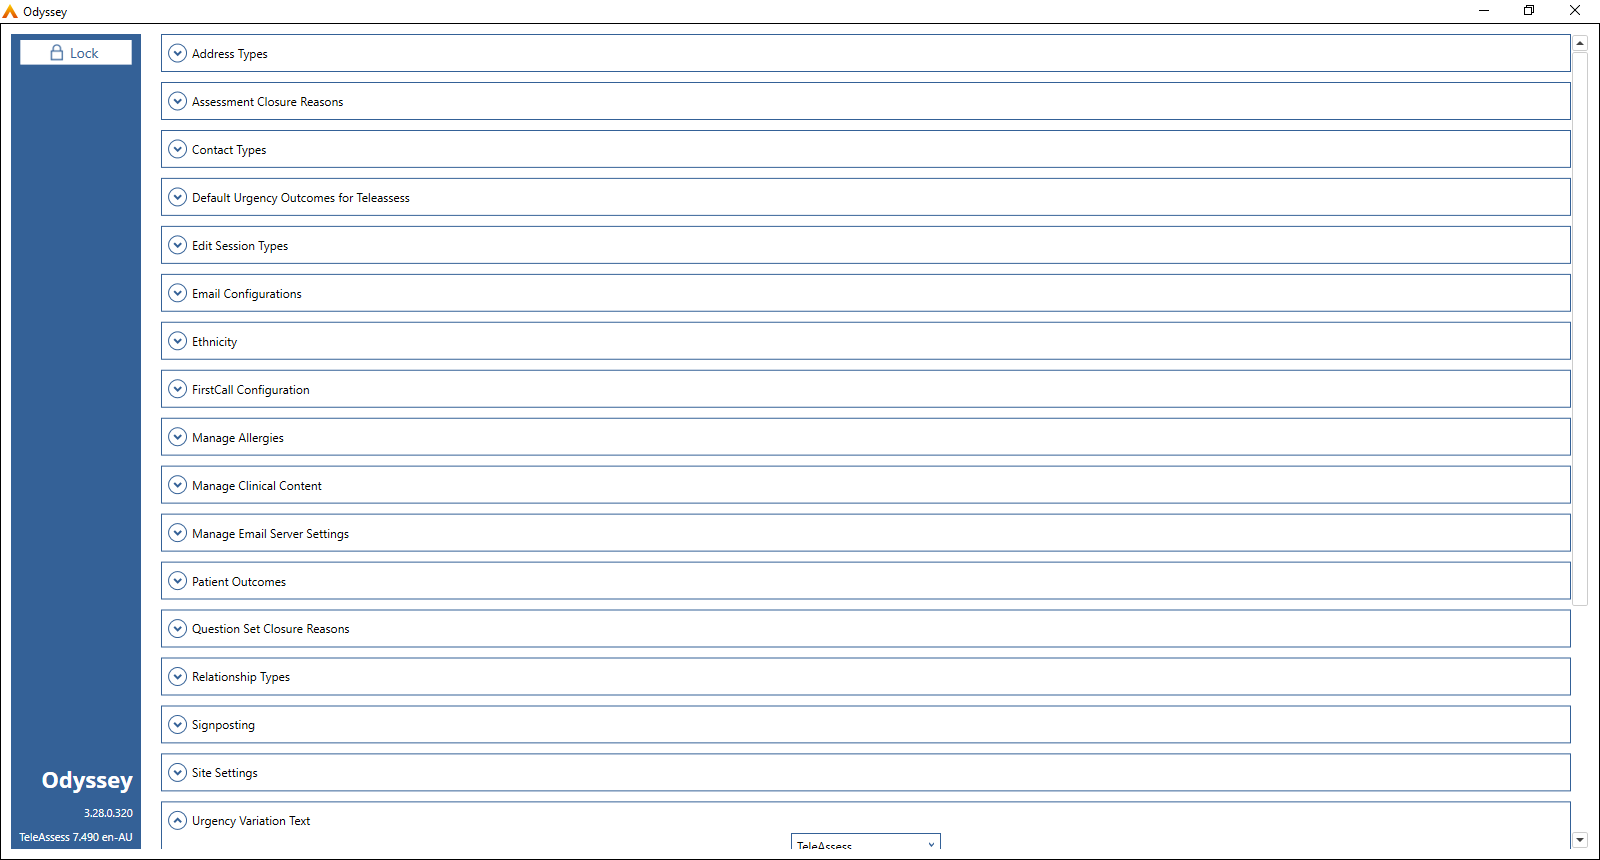 Odyssey
Lock
Address Types
Assessment Closure Reasons
Contact Types
Default Urgency Outcomes for Teleassess
Edit Session Types
Email Configurations
Ethnicity
FirstCall Configuration
Manage Allergies
Manage Clinical Content
Manage Email Server Settings
Patient Outcomes
Question Set Closure Reasons
Relationship Types
Signposting
Site Settings
Urgency Variation Text
TeleAssess
Odyssey
3.28.0.320
TeleAssess 7.490 en-AU